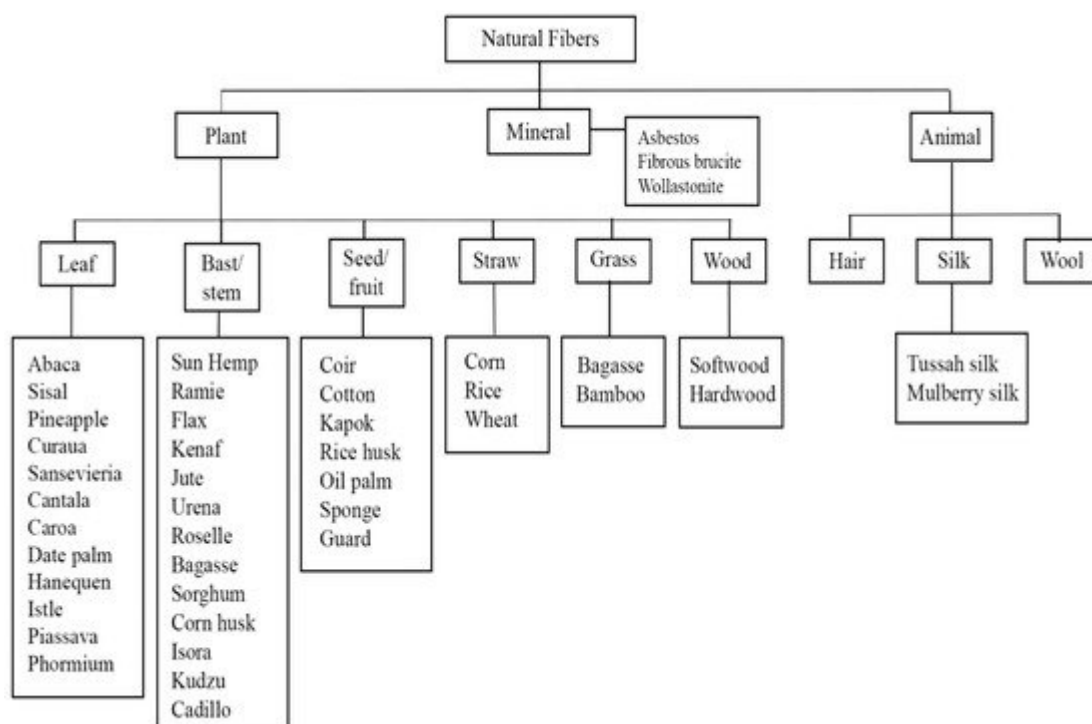 Natural Fibers
Plant
Mineral
Animal
Asbestos
Fibrous brucite
Wollastonite
Leaf
Bast/
stem
Seed/
fruit
Straw
Grass
Wood
Hair
Silk
Wool
Abaca
Sisal
Pineapple
Curaua
Sansevieria
Cantala
Caroa
Date palm
Hanequen
Istle
Piassava
Phormium
Sun Hemp
Ramie
Flax
Kenaf
Jute
Urena
Roselle
Bagasse
Sorghum
Corn husk
Isora
Kudzu
Cadillo
Coir
Cotton
Kapok
Rice husk
Oil palm
Sponge
Guard
Corn
Rice
Wheat
Bagasse
Bamboo
Softwood
Hardwood
Tussah silk
Mulberry silk